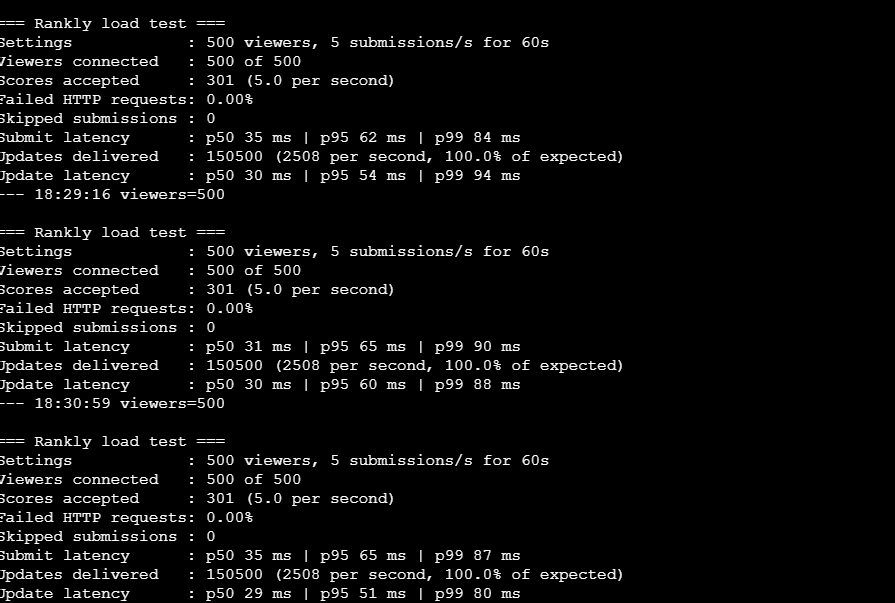 === Rankly load test ===
Settings            : 500 viewers, 5 submissions/s for 60s
Viewers connected   : 500 of 500
Scores accepted     : 301 (5.0 per second)
Failed HTTP requests: 0.00%
Skipped submissions : 0
Submit latency      : p50 35 ms | p95 62 ms | p99 84 ms
Updates delivered   : 150500 (2508 per second, 100.0% of expected)
Update latency      : p50 30 ms | p95 54 ms | p99 94 ms
--- 18:29:16 viewers=500
=== Rankly load test ===
Settings            : 500 viewers, 5 submissions/s for 60s
Viewers connected   : 500 of 500
Scores accepted     : 301 (5.0 per second)
Failed HTTP requests: 0.00%
Skipped submissions : 0
Submit latency      : p50 31 ms | p95 65 ms | p99 90 ms
Updates delivered   : 150500 (2508 per second, 100.0% of expected)
Update latency      : p50 30 ms | p95 60 ms | p99 88 ms
--- 18:30:59 viewers=500
=== Rankly load test ===
Settings            : 500 viewers, 5 submissions/s for 60s
Viewers connected   : 500 of 500
Scores accepted     : 301 (5.0 per second)
Failed HTTP requests: 0.00%
Skipped submissions : 0
Submit latency      : p50 35 ms | p95 65 ms | p99 87 ms
Updates delivered   : 150500 (2508 per second, 100.0% of expected)
Update latency      : p50 29 ms | p95 51 ms | p99 80 ms